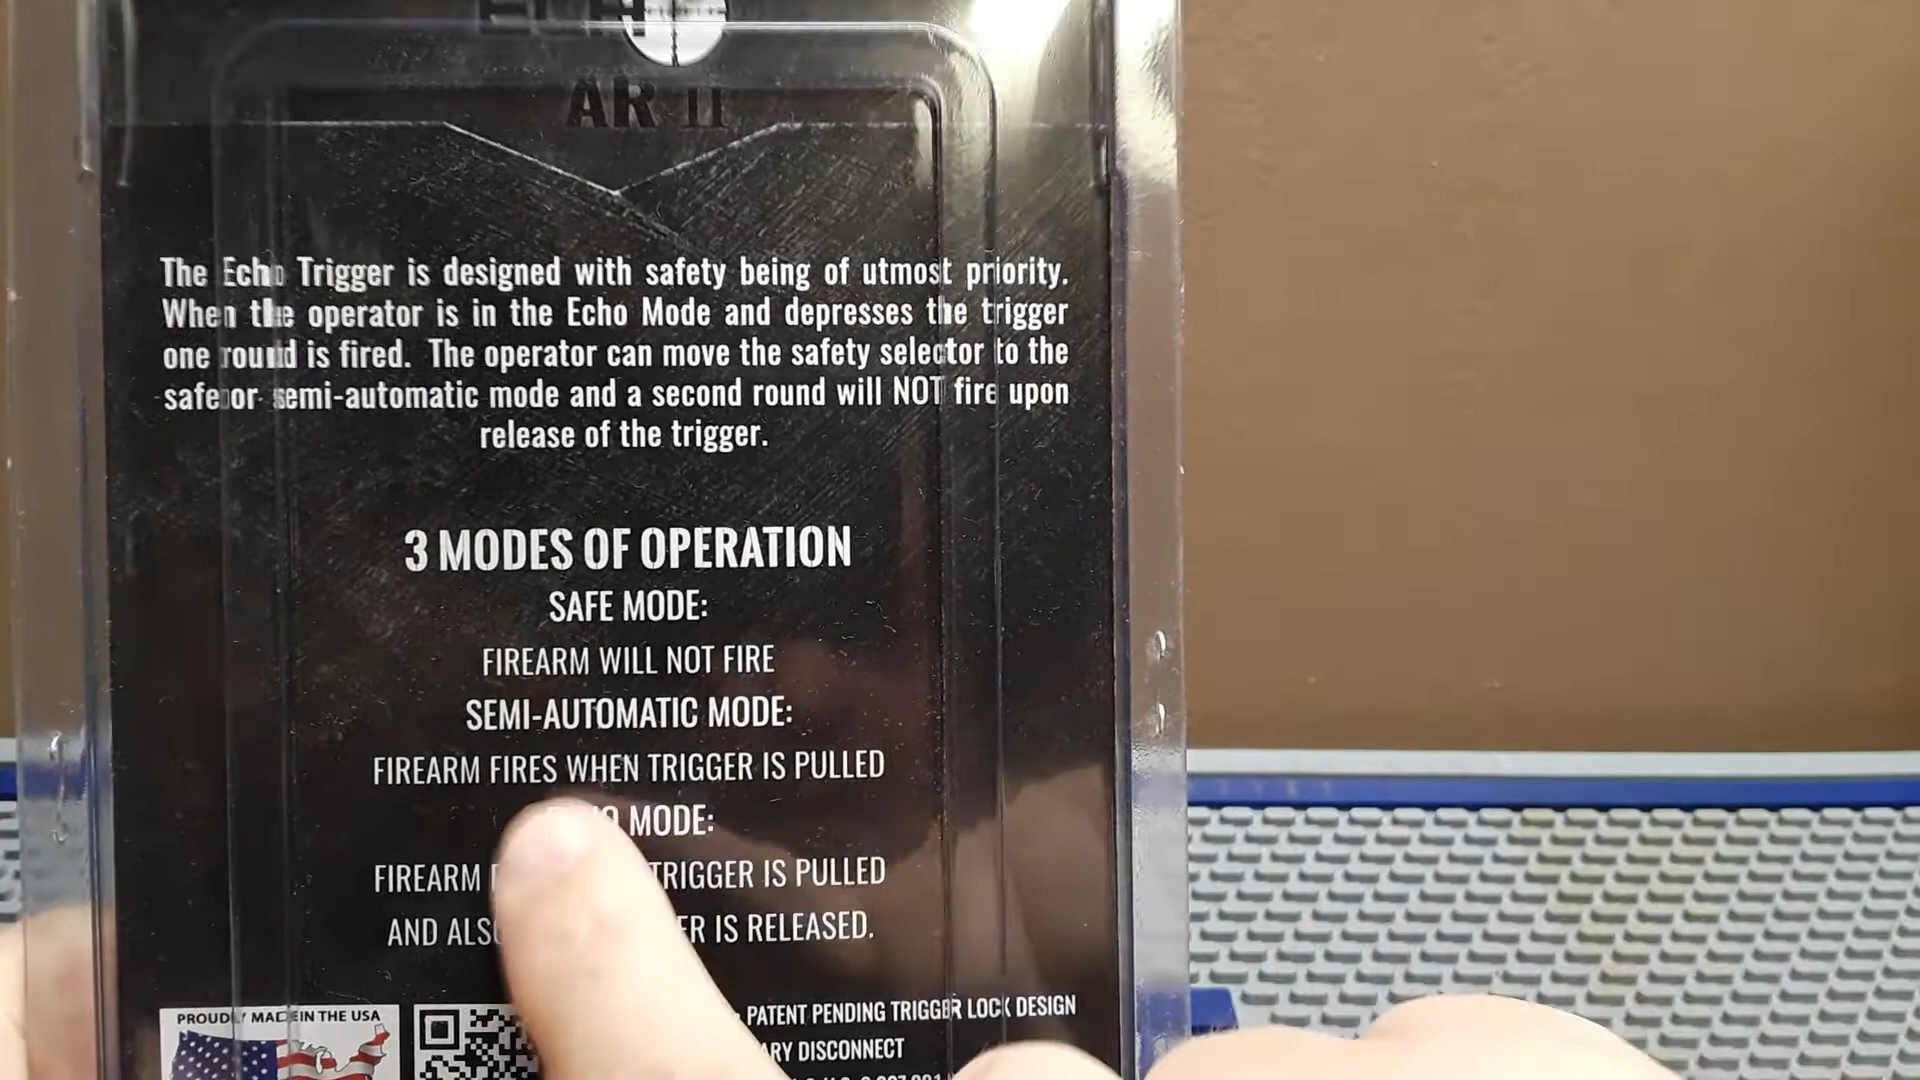 AR II
The Echo Trigger is designed with safety being of utmost priority.
When the operator is in the Echo Mode and depresses the trigger
one round is fired. The operator can move the safety selector to the
safe or semi-automatic mode and a second round will NOT fire upon
release of the trigger.
3 MODES OF OPERATION
SAFE MODE:
FIREARM WILL NOT FIRE
SEMI-AUTOMATIC MODE:
FIREARM FIRES WHEN TRIGGER IS PULLED
MODE:
FIREARM TRIGGER IS PULLED
AND IS RELEASED.
PROUDLY MADE IN THE USA
PATENT PENDING TRIGGER LOCK DESIGN
DISCONNECT